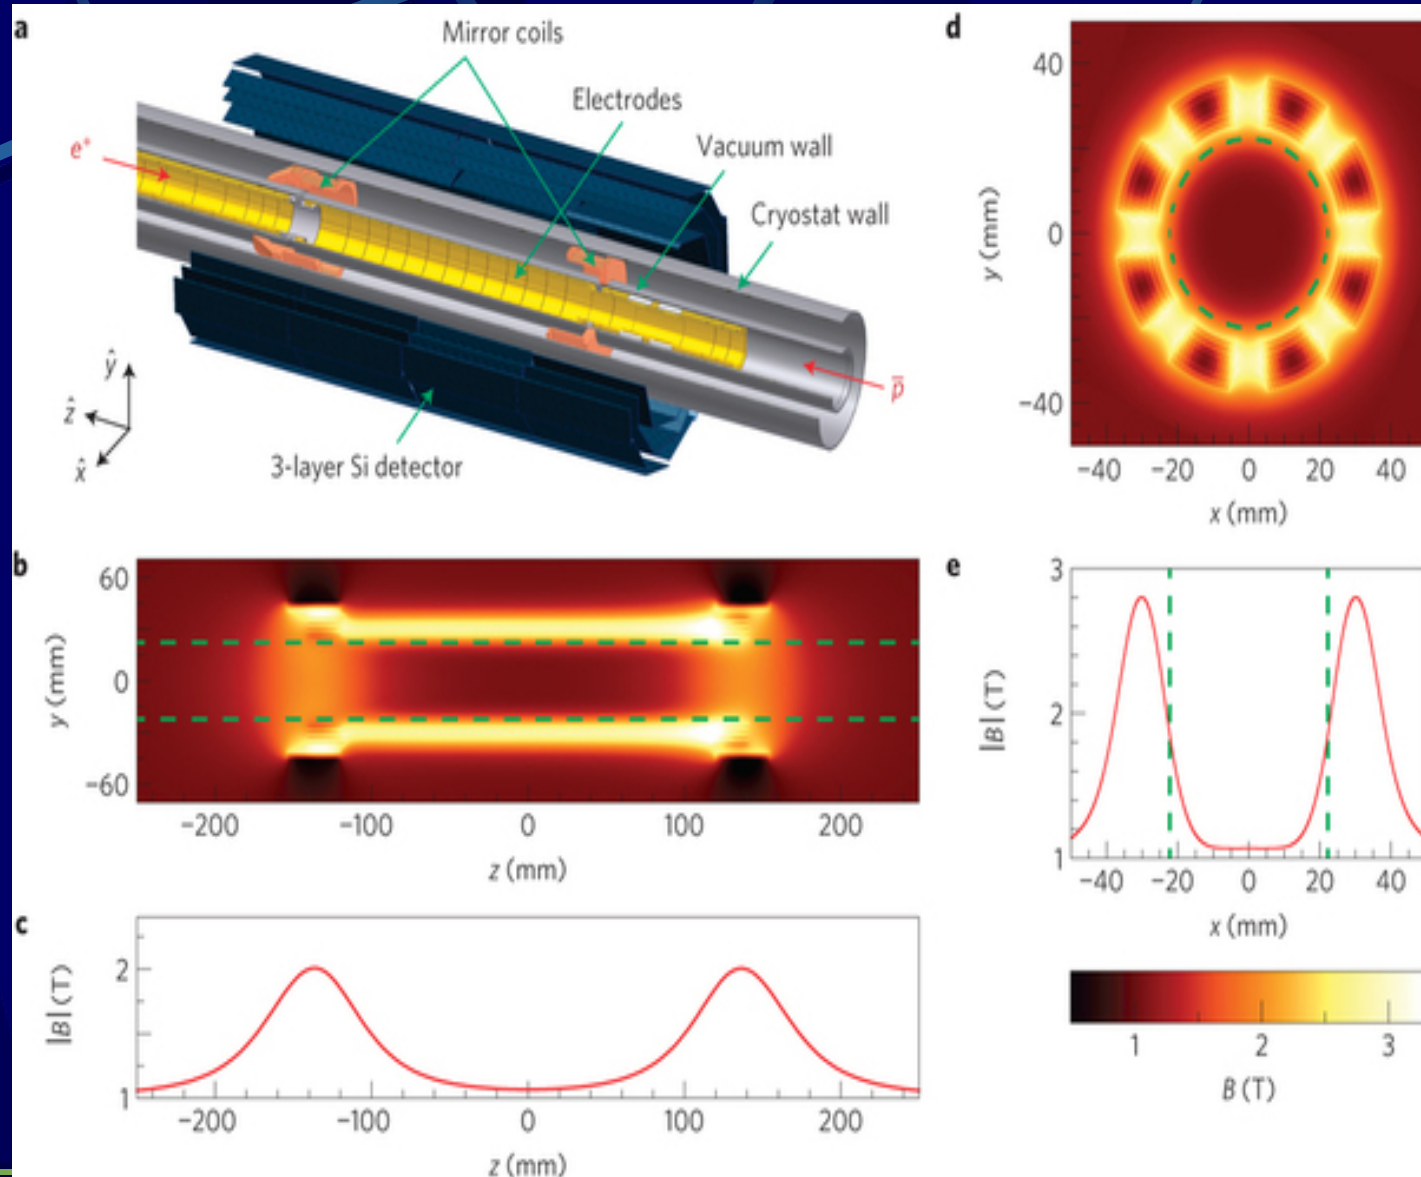 a
Mirror coils
Electrodes
Vacuum wall
Cryostat wall
e⁺
p̄
ŷ
ẑ
x̂
3-layer Si detector
b
60
0
−60
y (mm)
−200 −100 0 100 200
z (mm)
c
2
1
|B| (T)
−200 −100 0 100 200
z (mm)
d
40
0
−40
y (mm)
−40 −20 0 20 40
x (mm)
e
3
2
1
|B| (T)
−40 −20 0 20 40
x (mm)
1 2 3
B (T)